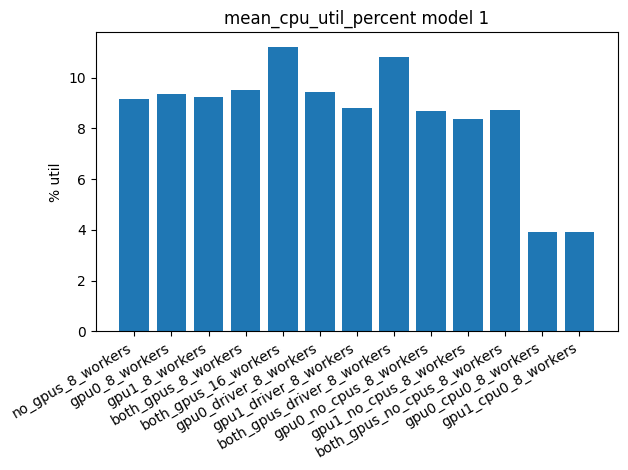 mean_cpu_util_percent model 1
% util
10
8
6
4
2
0
no_gpus_8_workers
gpu0_8_workers
gpu1_8_workers
both_gpus_8_workers
both_gpus_16_workers
gpu0_driver_8_workers
gpu1_driver_8_workers
both_gpus_driver_8_workers
gpu0_no_cpus_8_workers
gpu1_no_cpus_8_workers
both_gpus_no_cpus_8_workers
gpu0_cpu0_8_workers
gpu1_cpu0_8_workers